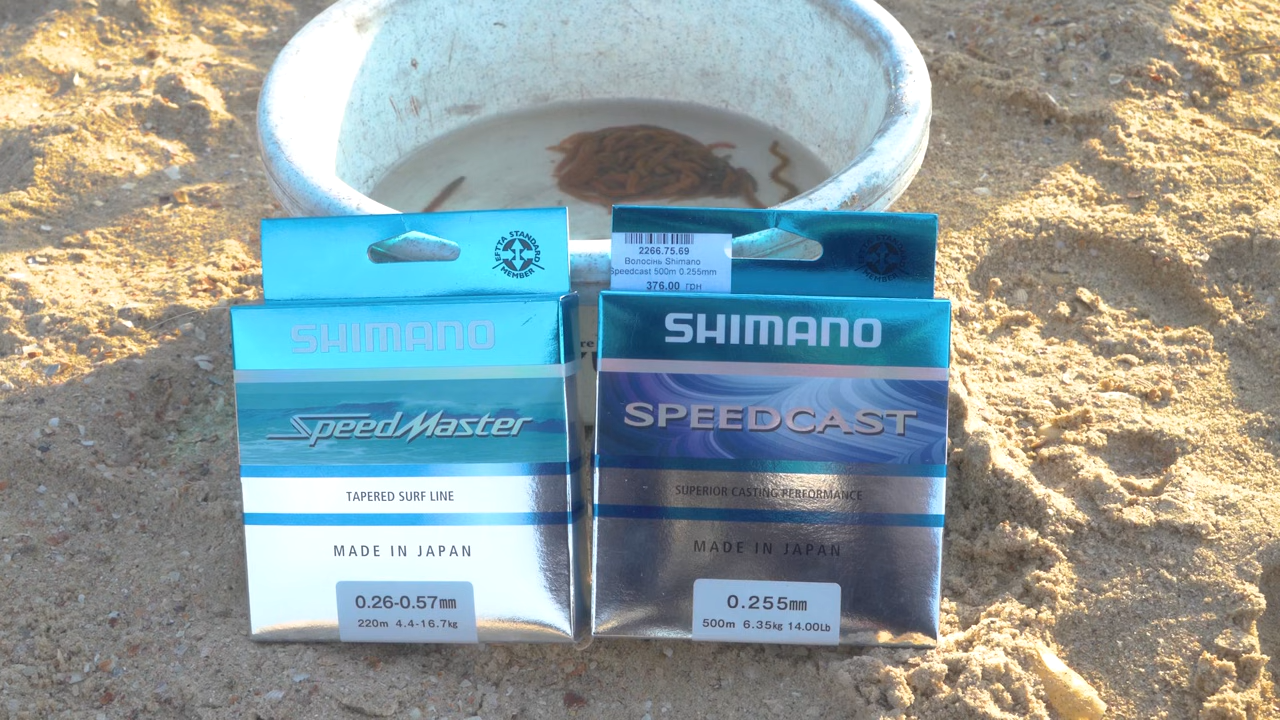 EFTTA STANDARD
MEMBER
SHIMANO
SpeedMaster
TAPERED SURF LINE
MADE IN JAPAN
0.26-0.57mm
220m 4.4-16.7kg
2266.75.69
Волосінь Shimano
Speedcast 500m 0.255mm
376.00 грн
SHIMANO
SPEEDCAST
SUPERIOR CASTING PERFORMANCE
MADE IN JAPAN
0.255mm
500m 6.35kg 14.00Lb